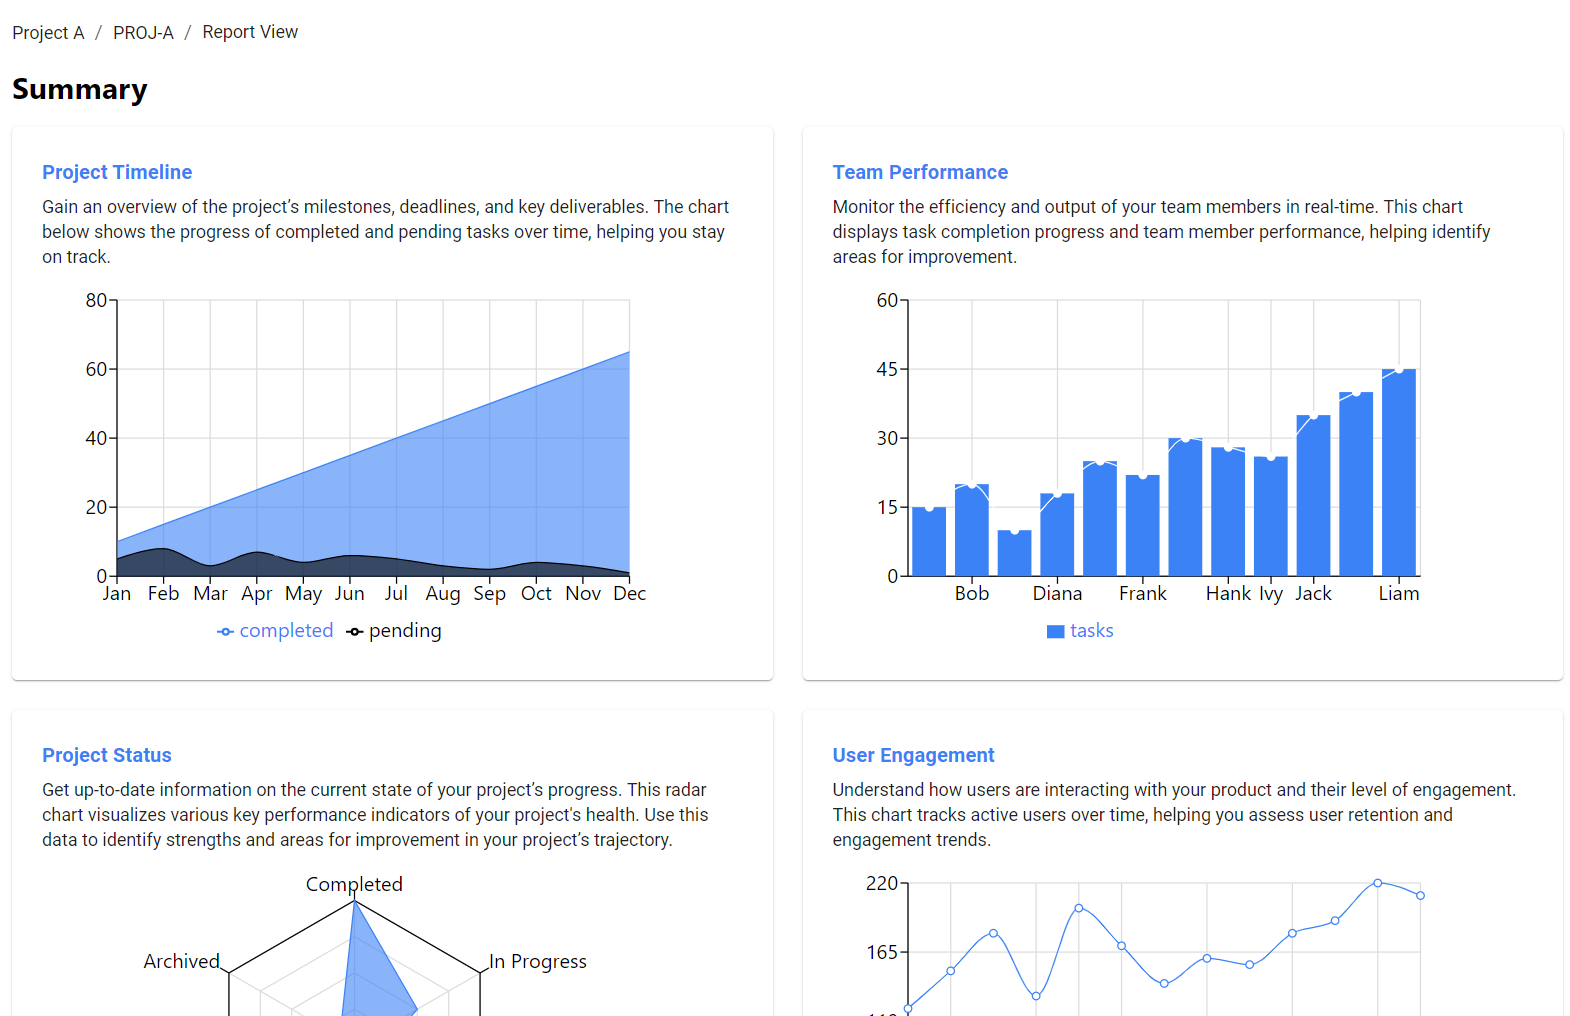 Project A / PROJ-A / Report View
Summary
Project Timeline
Gain an overview of the project’s milestones, deadlines, and key deliverables. The chart
below shows the progress of completed and pending tasks over time, helping you stay
on track.
80
60
40
20
0
Jan Feb Mar Apr May Jun Jul Aug Sep Oct Nov Dec
completed pending
Team Performance
Monitor the efficiency and output of your team members in real-time. This chart
displays task completion progress and team member performance, helping identify
areas for improvement.
60
45
30
15
0
Bob Diana Frank Hank Ivy Jack Liam
tasks
Project Status
Get up-to-date information on the current state of your project’s progress. This radar
chart visualizes various key performance indicators of your project's health. Use this
data to identify strengths and areas for improvement in your project’s trajectory.
Completed
Archived
In Progress
User Engagement
Understand how users are interacting with your product and their level of engagement.
This chart tracks active users over time, helping you assess user retention and
engagement trends.
220
165